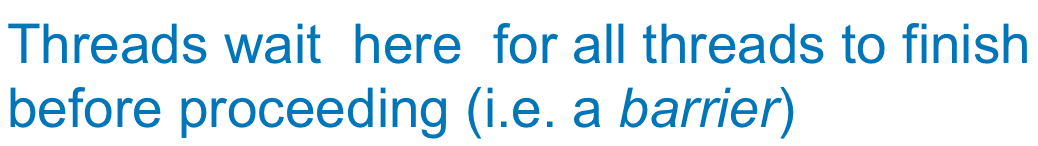 Threads wait  here  for all threads to finish
before proceeding (i.e. a barrier)